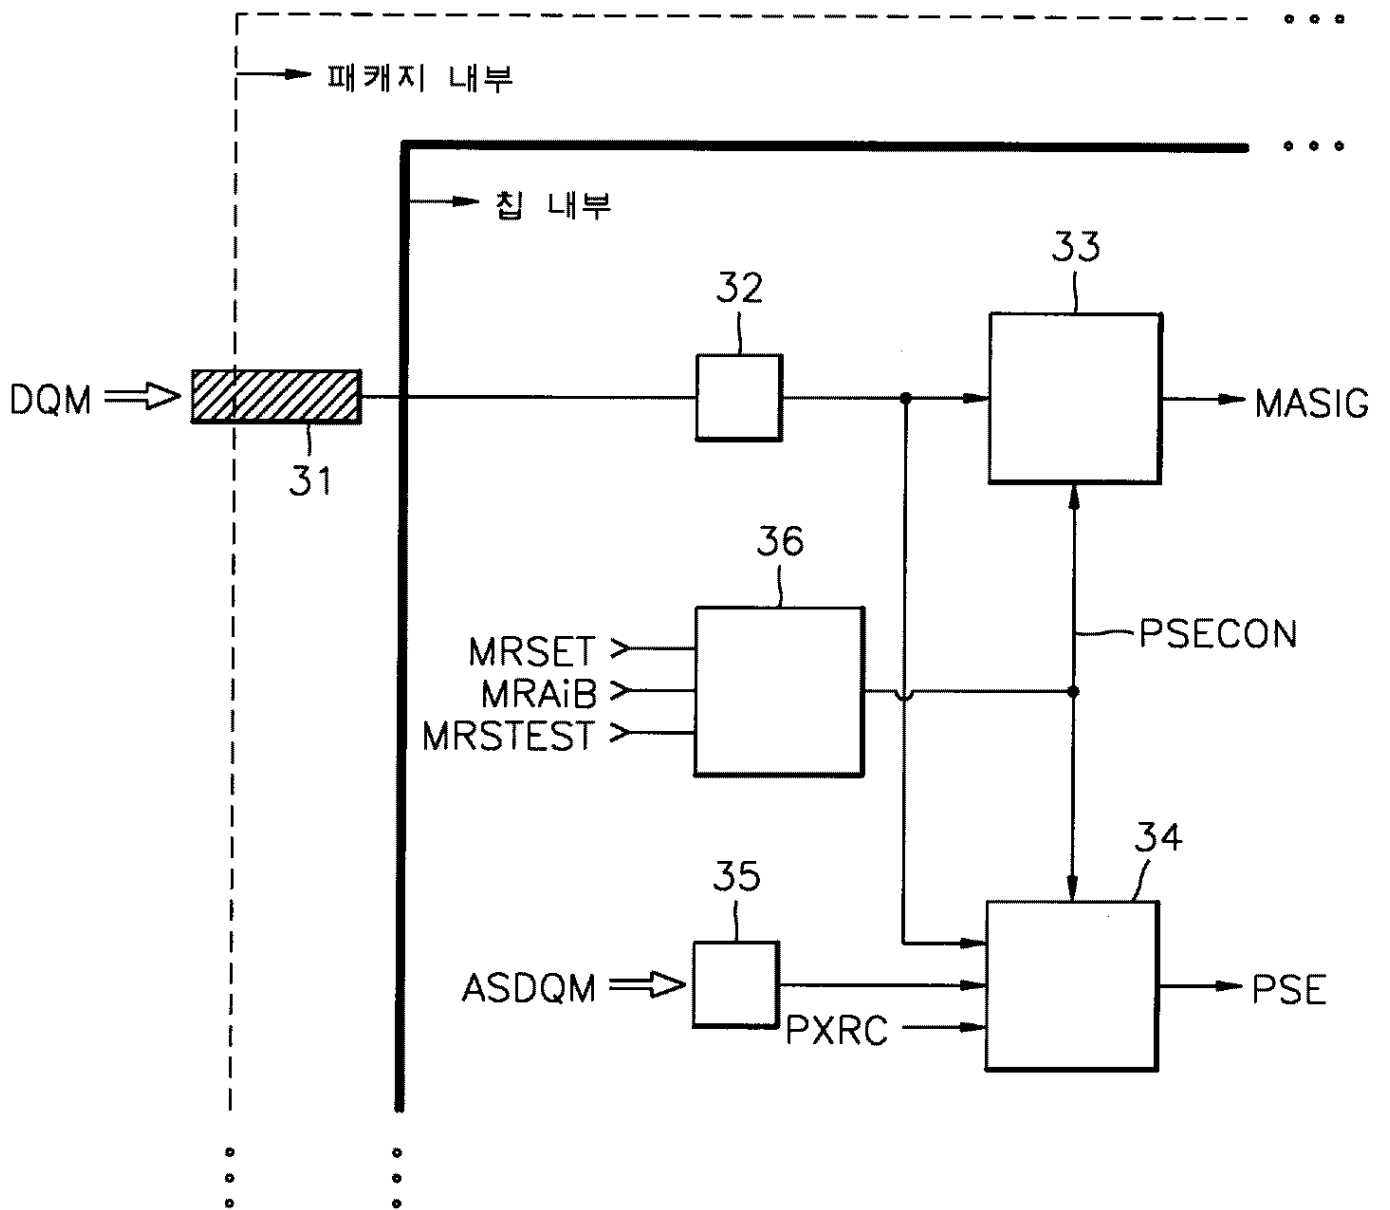 패캐지 내부
칩 내부
33
32
DQM
MASIG
31
36
MRSET
PSECON
MRAiB
MRSTEST
34
35
ASDQM
PSE
PXRC